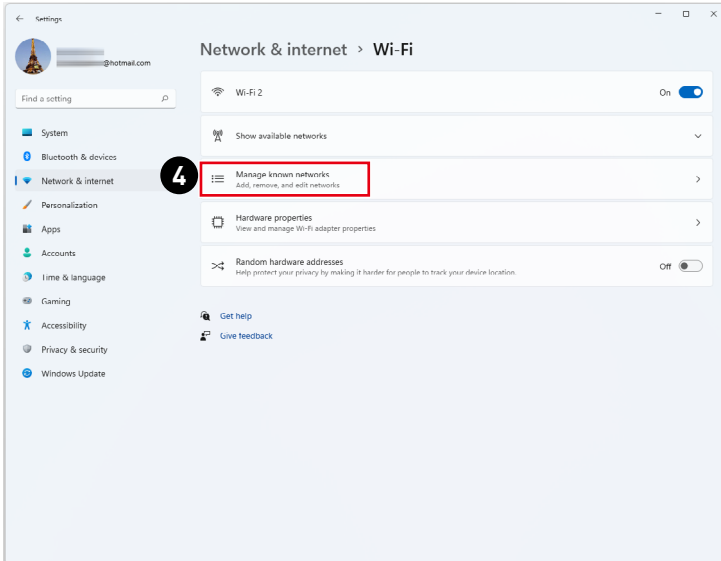 Settings
@hotmail.com
Find a setting
System
Bluetooth & devices
Network & internet
Personalization
Apps
Accounts
Time & language
Gaming
Accessibility
Privacy & security
Windows Update
Network & internet > Wi-Fi
Wi-Fi 2
On
Show available networks
4
Manage known networks
Add, remove, and edit networks
Hardware properties
View and manage Wi-Fi adapter properties
Random hardware addresses
Help protect your privacy by making it harder for people to track your device location.
Off
Get help
Give feedback